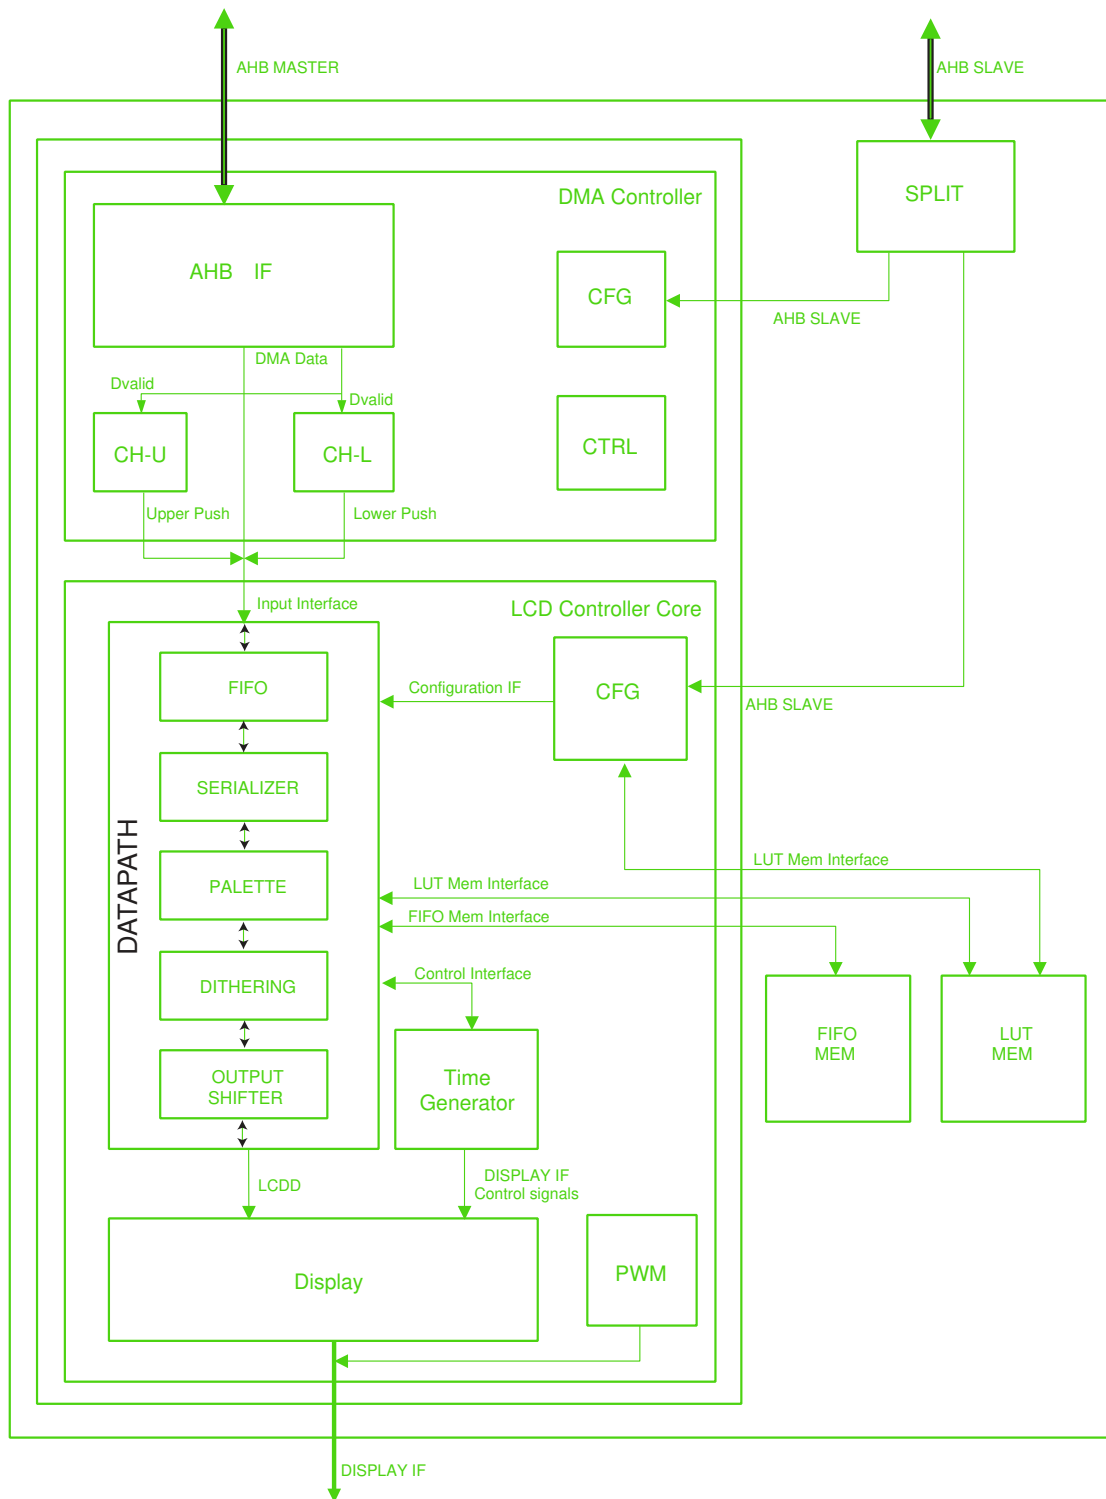 AHB MASTER
AHB SLAVE
DMA Controller
SPLIT
AHB IF
CFG
AHB SLAVE
DMA Data
Dvalid
Dvalid
CH-U
CH-L
CTRL
Upper Push
Lower Push
Input Interface
LCD Controller Core
FIFO
Configuration IF
CFG
AHB SLAVE
SERIALIZER
DATAPATH
PALETTE
LUT Mem Interface
LUT Mem Interface
FIFO Mem Interface
DITHERING
Control Interface
OUTPUT
SHIFTER
Time
Generator
FIFO
MEM
LUT
MEM
LCDD
DISPLAY IF
Control signals
Display
PWM
DISPLAY IF